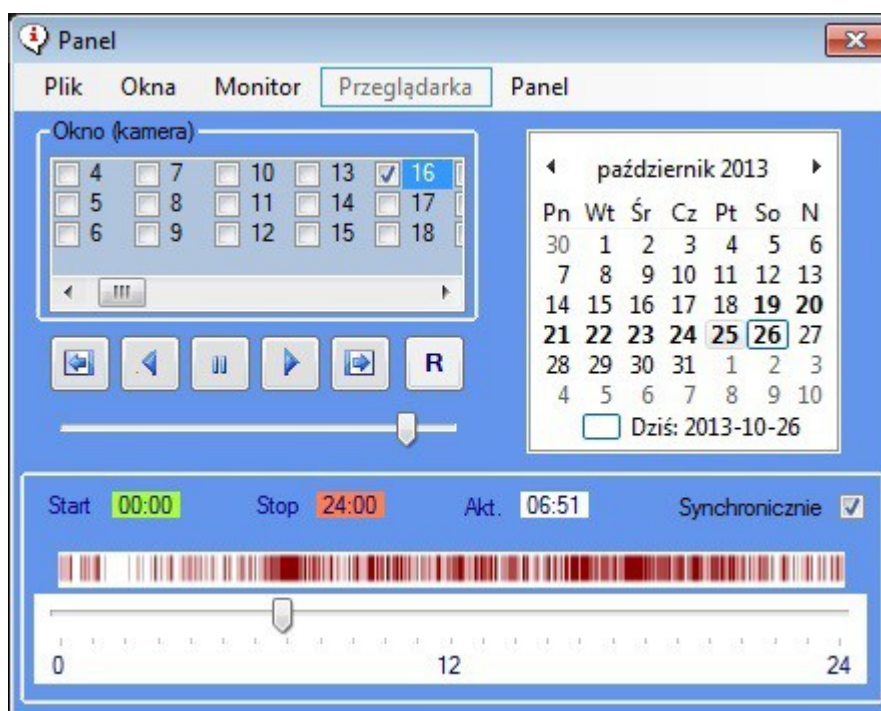 Panel
Plik Okna Monitor Przeglądarka Panel
Okno (kamera)
4 7 10 13 16
5 8 11 14 17
6 9 12 15 18
R
październik 2013
Pn Wt Śr Cz Pt So N
30 1 2 3 4 5 6
7 8 9 10 11 12 13
14 15 16 17 18 19 20
21 22 23 24 25 26 27
28 29 30 31 1 2 3
4 5 6 7 8 9 10
Dziś: 2013-10-26
Start 00:00 Stop 24:00 Akt. 06:51 Synchronicznie
0 12 24